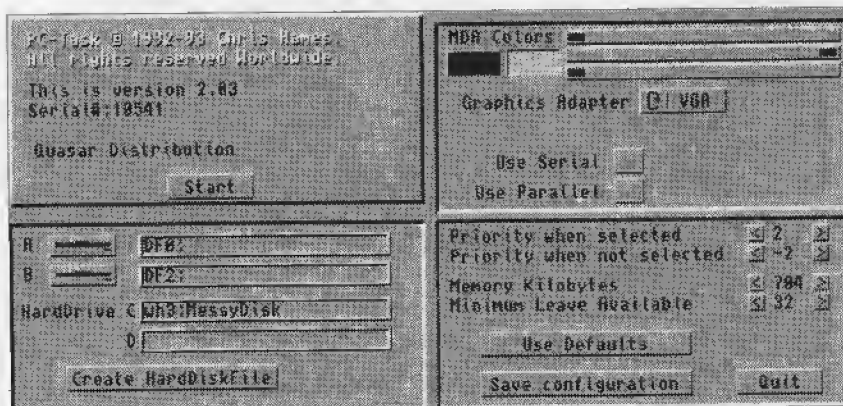 PC-Task © 1992-93 Chris Hames.
All rights reserved Worldwide.
This is version 2.03
Serial#:10541
Quasar Distribution
Start
MDA Colors
Graphics Adapter VGA
Use Serial
Use Parallel
A DF0:
B DF2:
HardDrive C wh3:MessyDisk
D
Create HardDiskFile
Priority when selected < 2 >
Priority when not selected < -2 >
Memory Kilobytes < 704 >
Minimum Leave Available < 32 >
Use Defaults
Save configuration
Quit